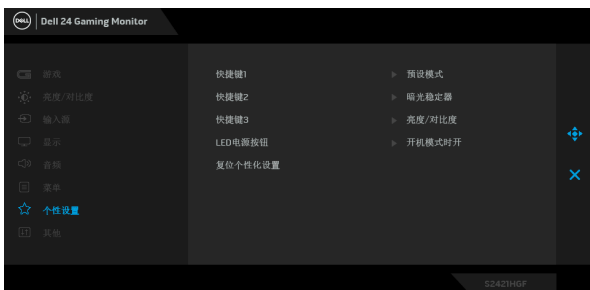 DELL Dell 24 Gaming Monitor
游戏
亮度/对比度
输入源
显示
音频
菜单
个性设置
其他
快捷键1 预设模式
快捷键2 暗光稳定器
快捷键3 亮度/对比度
LED电源按钮 开机模式时开
复位个性化设置
S2421HGF